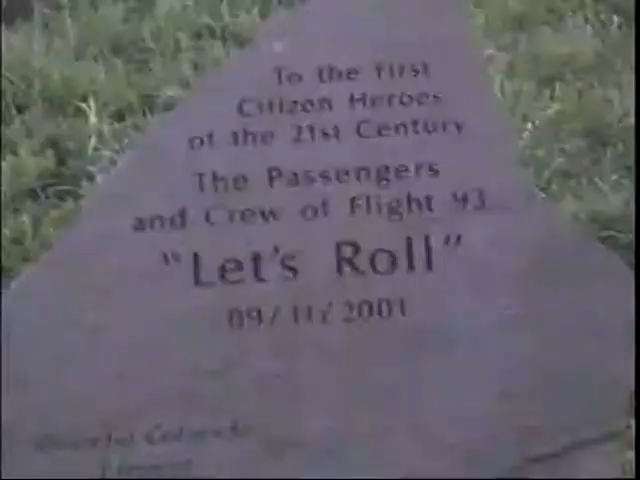 To the first
Citizen Heroes
of the 21st Century
The Passengers
and Crew of Flight 93
"Let's Roll"
09/11/2001